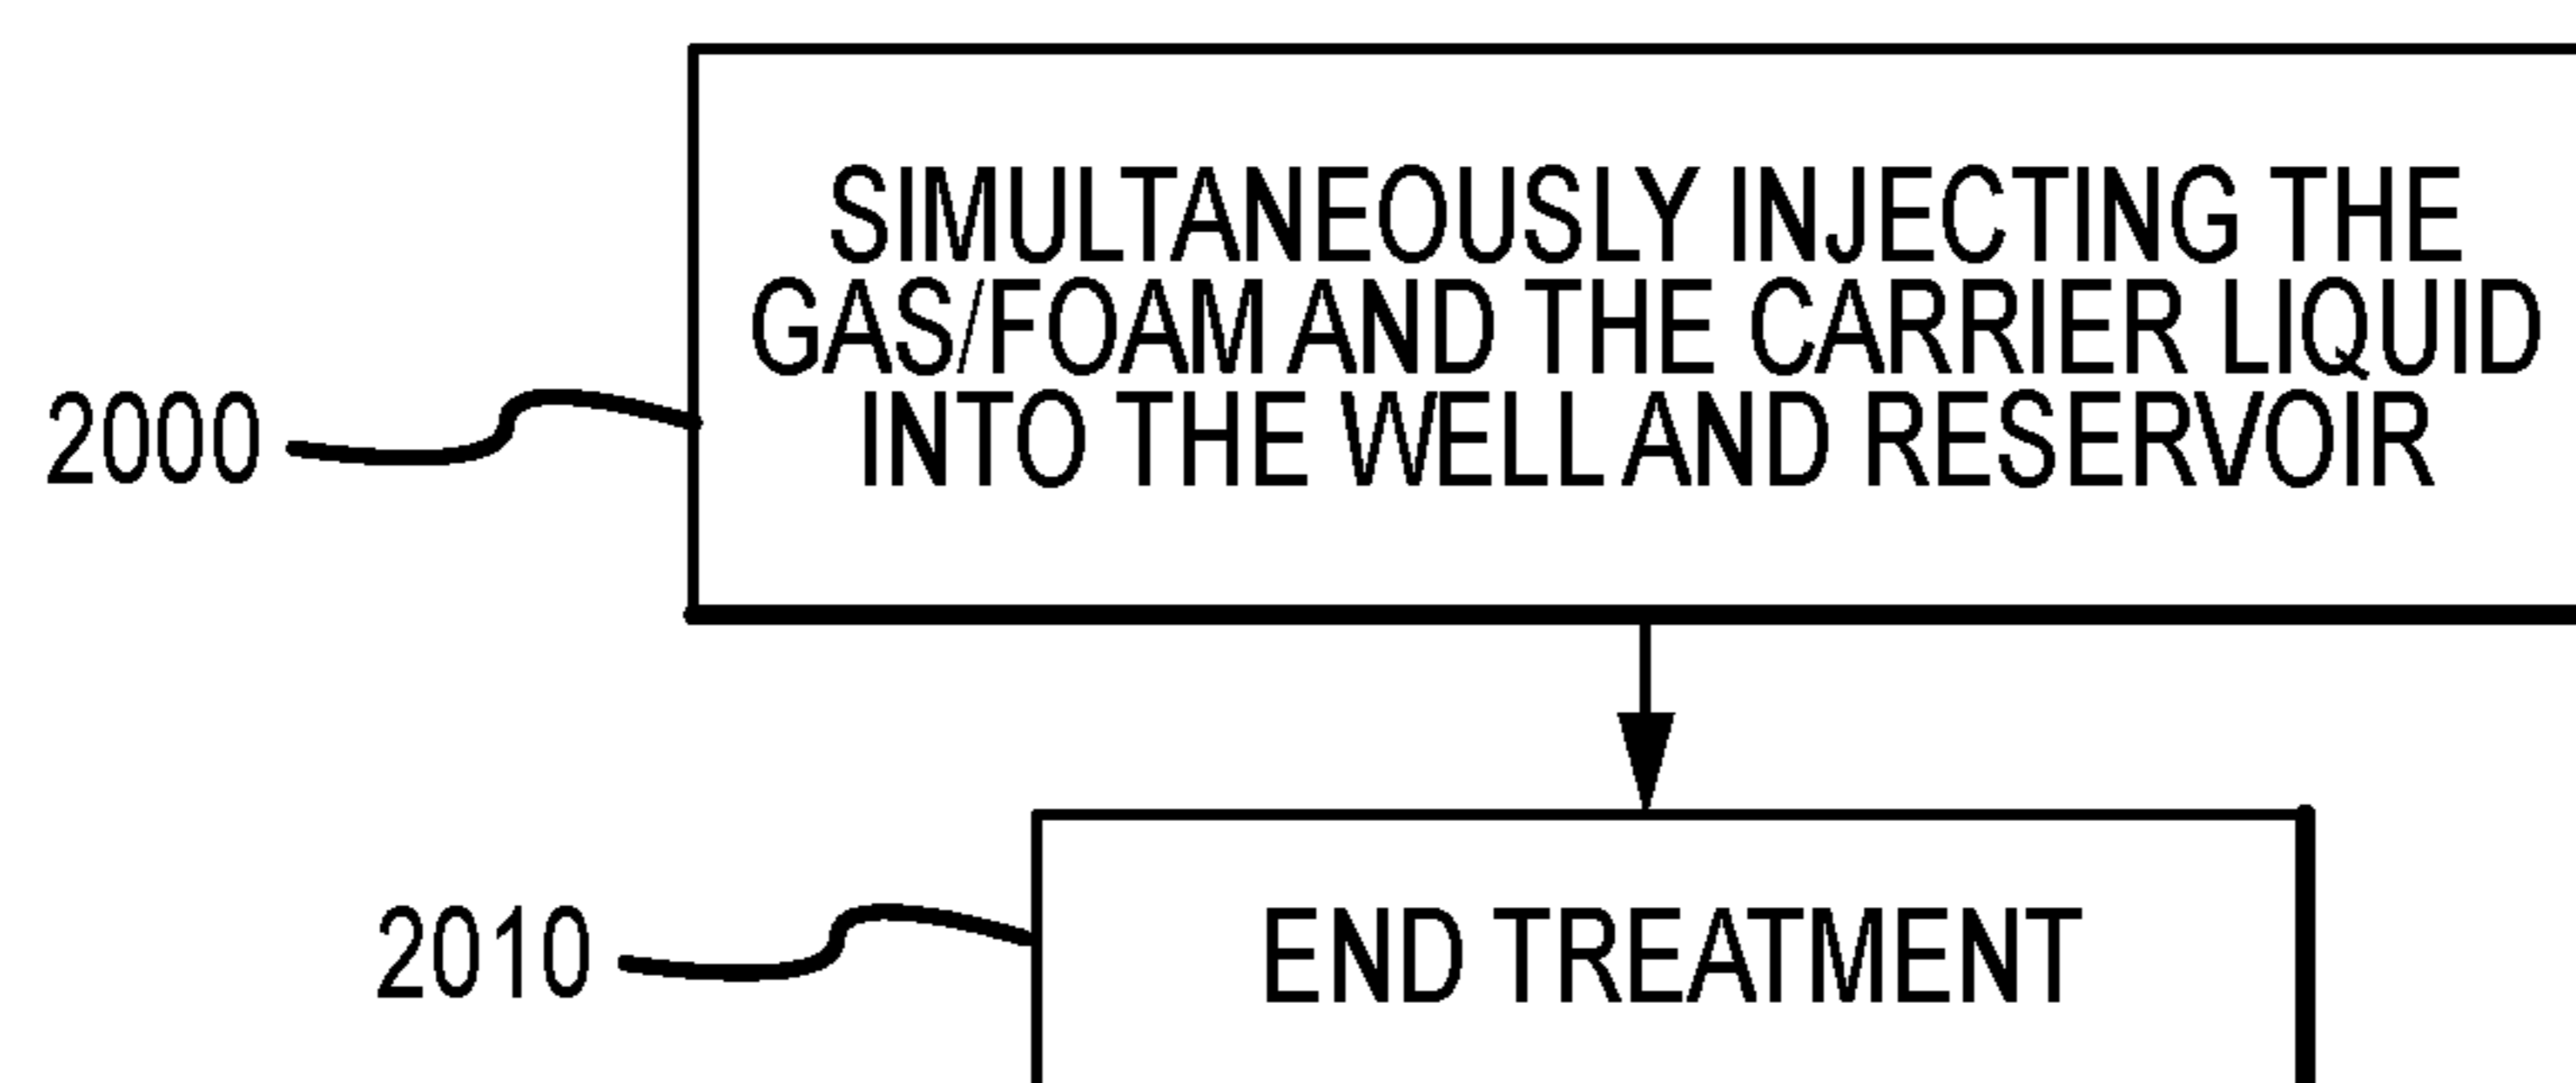 SIMULTANEOUSLY INJECTING THE
GAS/FOAM AND THE CARRIER LIQUID
INTO THE WELL AND RESERVOIR
2000
2010
END TREATMENT